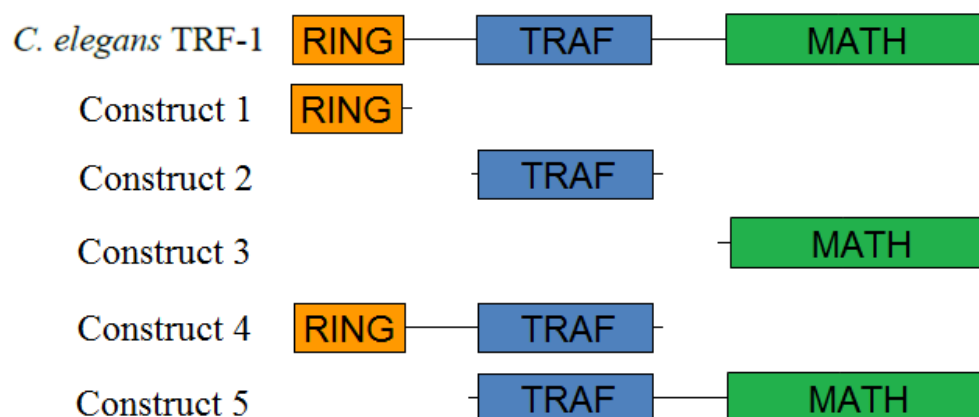 C. elegans TRF-1 RING TRAF MATH
Construct 1 RING
Construct 2 TRAF
Construct 3 MATH
Construct 4 RING TRAF
Construct 5 TRAF MATH